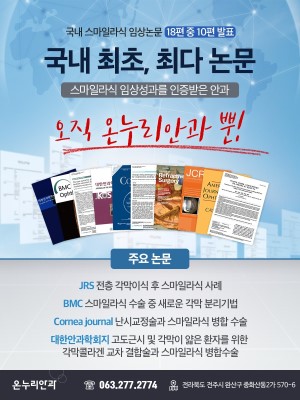 국내 스마일라식 임상논문 18편 중 10편 발표
국내 최초, 최다 논문
스마일라식 임상성과를 인증받은 안과
오직 온누리안과 뿐!
BMC
Refractive
Surgery
JCR
주요 논문
JRS 전층 각막이식 후 스마일라식 사례
BMC 스마일라식 수술 중 새로운 각막 분리기법
Cornea journal 난시교정술과 스마일라식 병합 수술
대한안과학회지 고도근시 및 각막이 얇은 환자를 위한
각막콜라겐 교차 결합술과 스마일라식 병합수술
온누리안과
063.277.2774
전라북도 전주시 완산구 중화산동2가 570-6